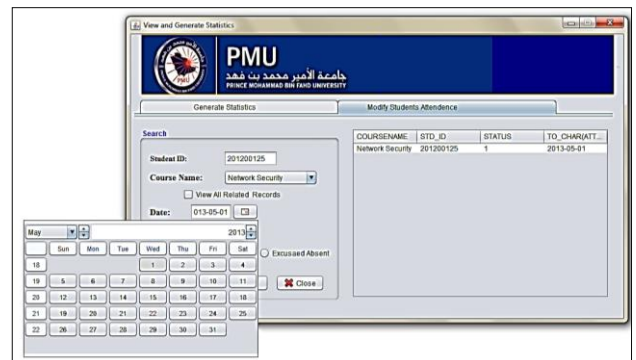 View and Generate Statistics
PMU
PMU
جامعة الأمير محمد بن فهد
PRINCE MOHAMMAD BIN FAHD UNIVERSITY
Generate Statistics
Modify Students Attendence
Search
Student ID: 201200125
Course Name: Network Security
View All Related Records
Date: 013-05-01
Excusaed Absent
Close
COURSENAME STD_ID STATUS TO_CHAR(ATT...
Network Security 201200125 1 2013-05-01
May 2013
Sun Mon Tue Wed Thu Fri Sat
18 1 2 3 4
19 5 6 7 8 9 10 11
20 12 13 14 15 16 17 18
21 19 20 21 22 23 24 25
22 26 27 28 29 30 31